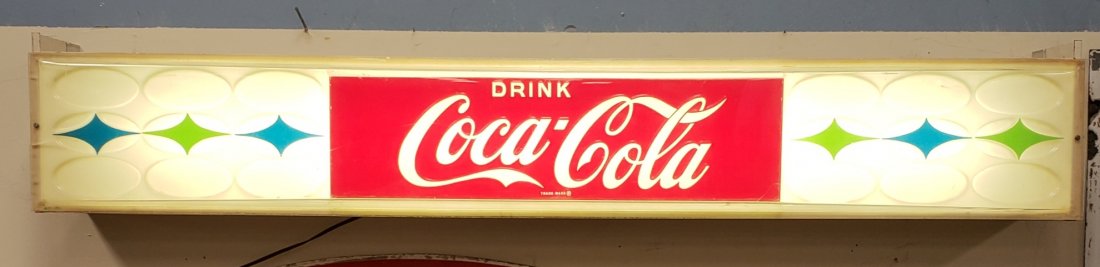 DRINK
Coca-Cola
TRADE MARK ®